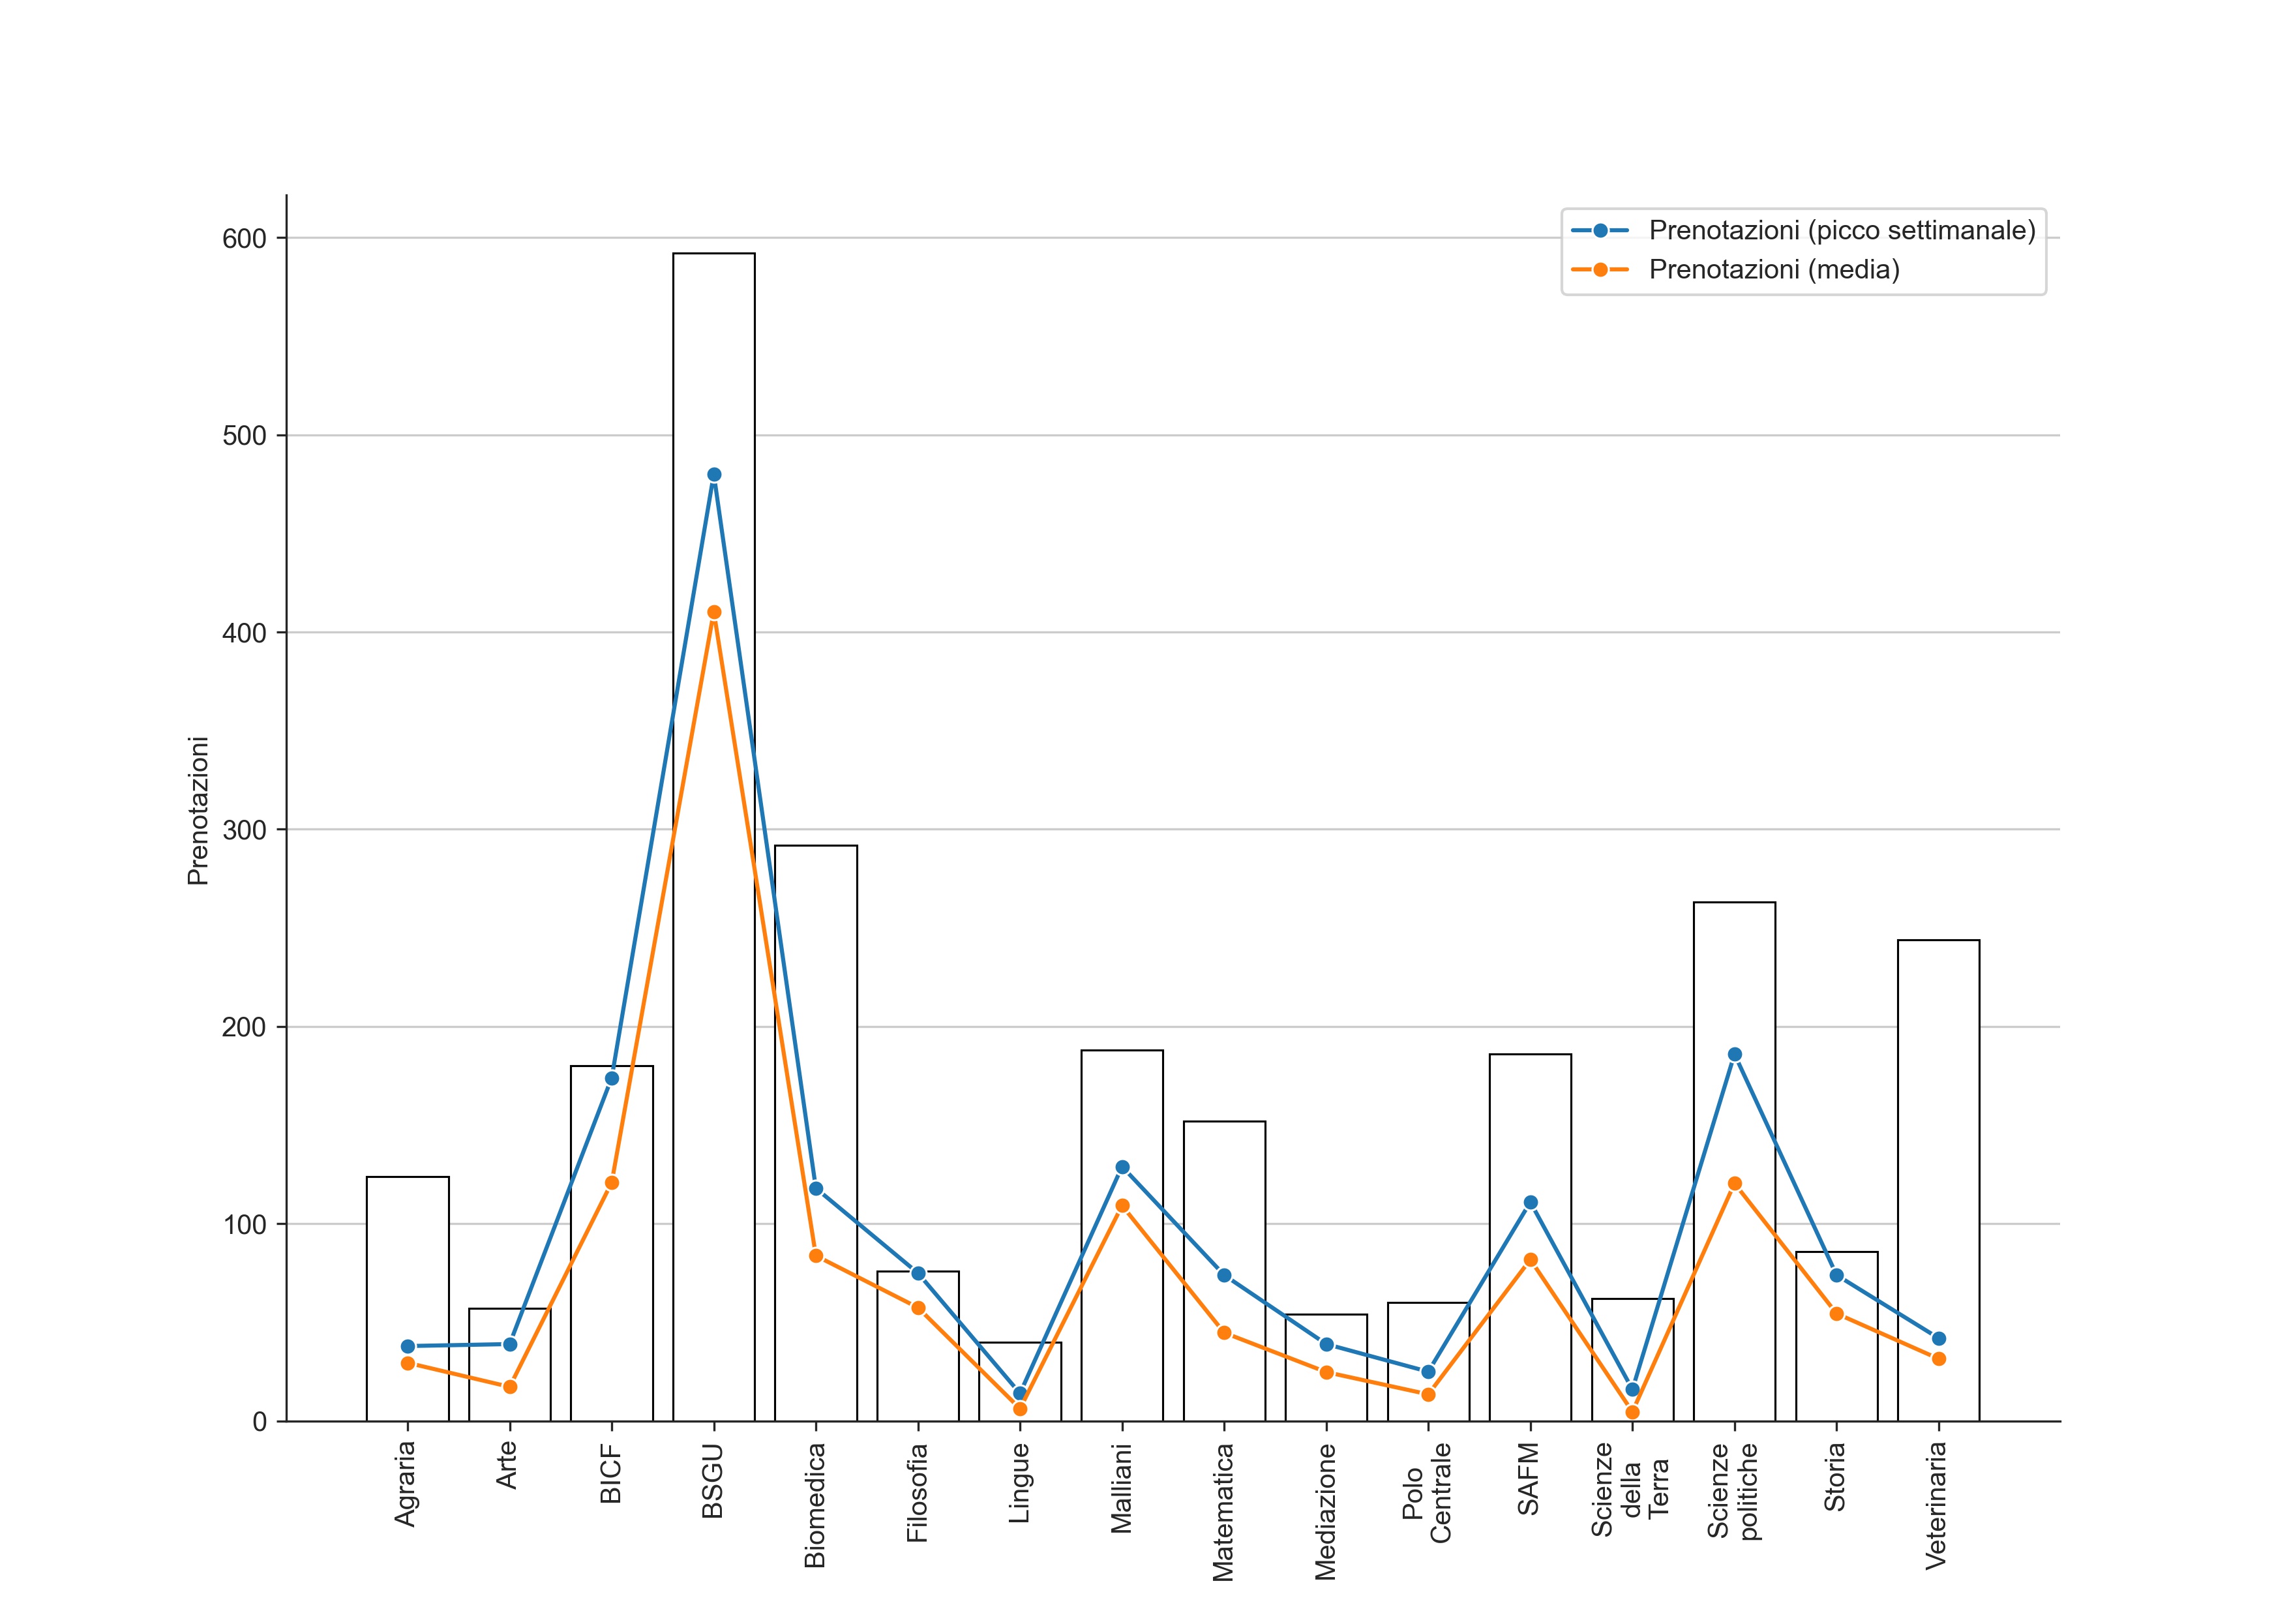 Prenotazioni (picco settimanale)
Prenotazioni (media)
600
500
400
300
200
100
0
Prenotazioni
Agraria
Arte
BICF
BSGU
Biomedica
Filosofia
Lingue
Malliani
Matematica
Mediazione
Polo
Centrale
SAFM
Scienze
della
Terra
Scienze
politiche
Storia
Veterinaria